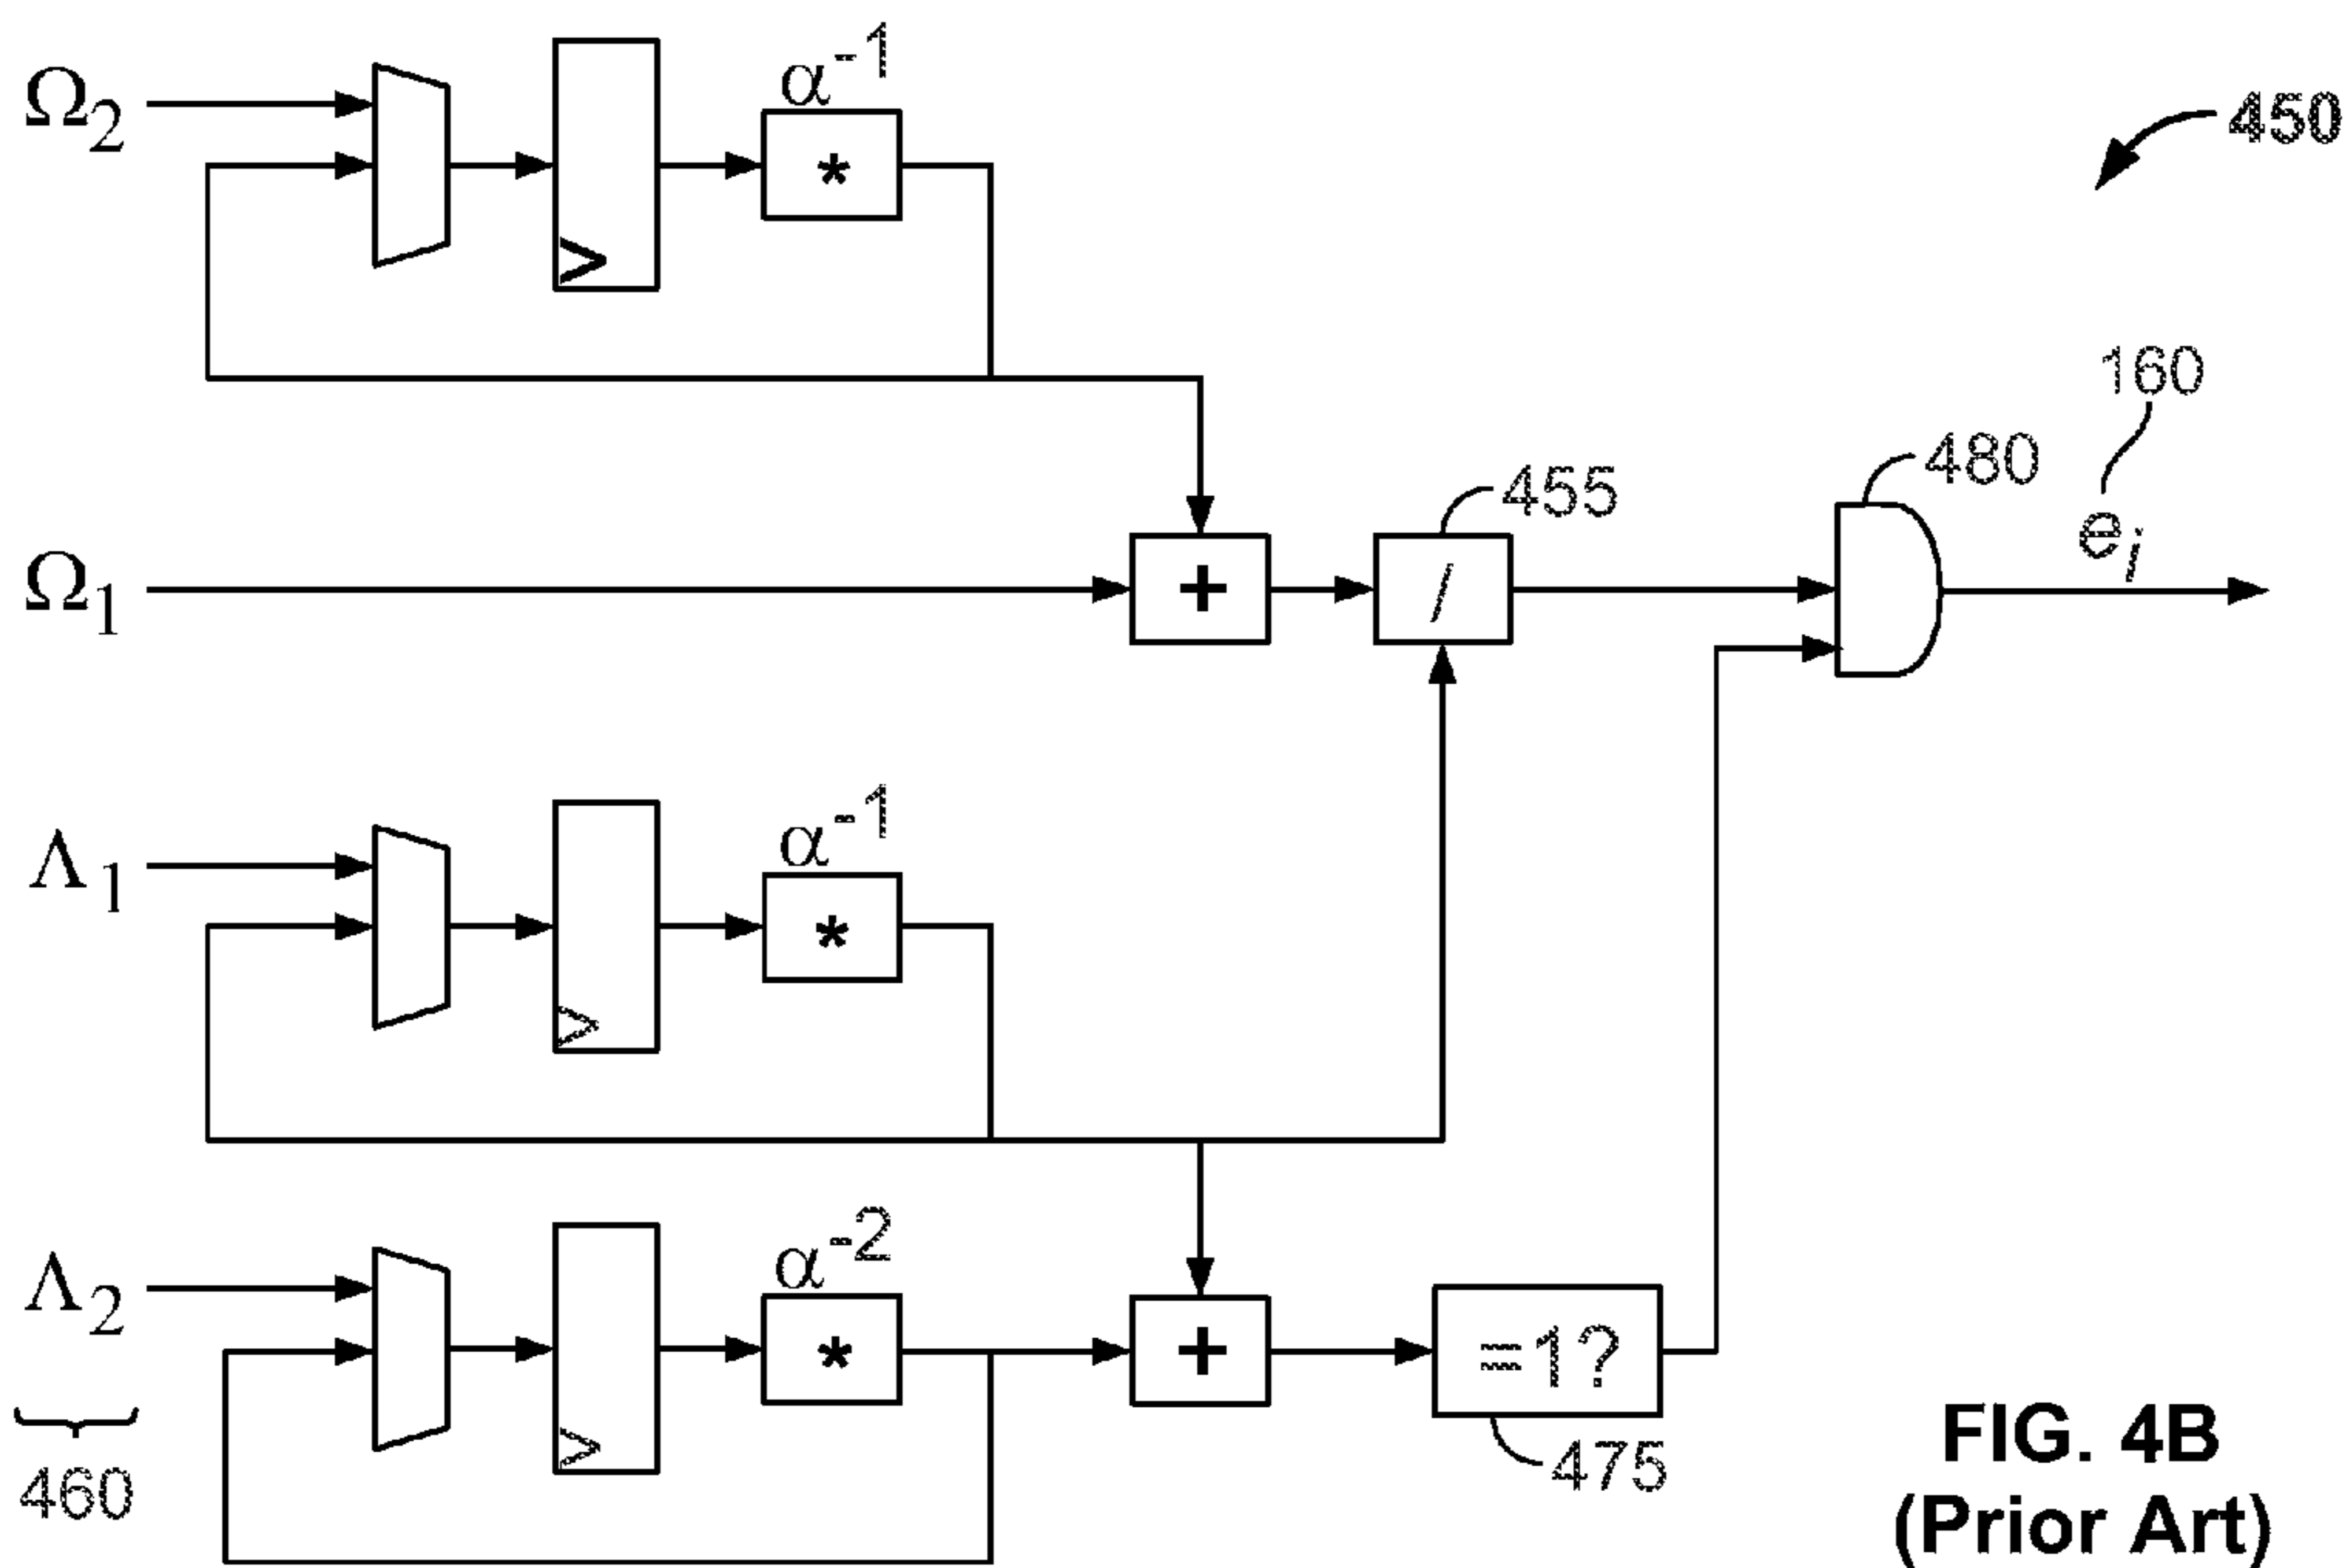 Ω2
α-1
*
450
160
480
455
ei
Ω1
+
/
Λ1
α-1
*
Λ2
α-2
*
+
=1?
460
475
FIG. 4B
(Prior Art)